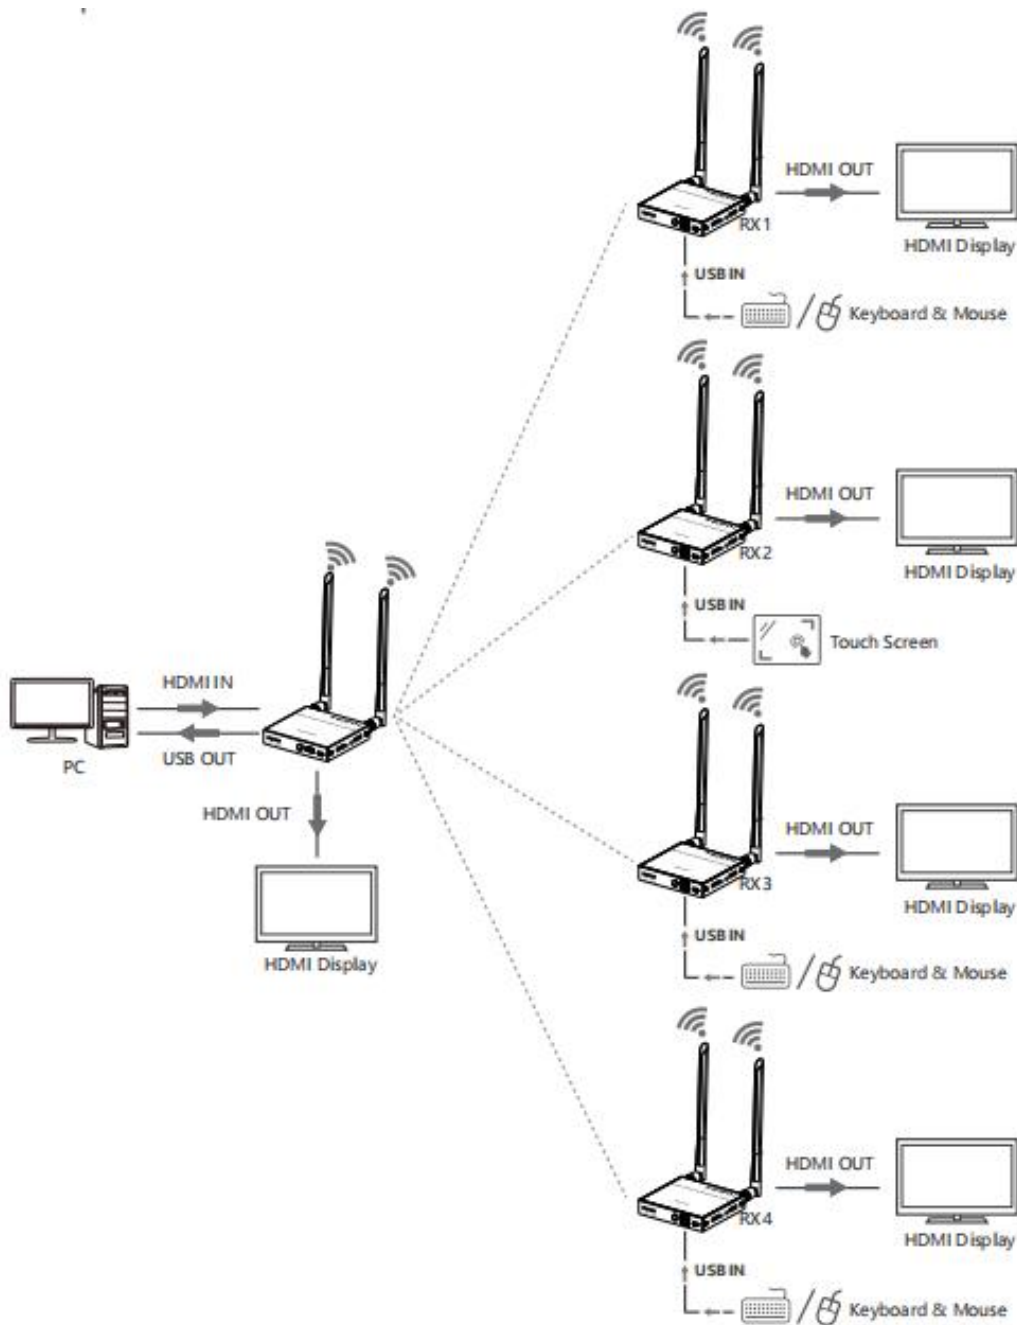 HDMI OUT
RX1
HDMI Display
USB IN
Keyboard & Mouse
HDMI OUT
RX2
HDMI Display
USB IN
Touch Screen
HDMI IN
PC
USB OUT
HDMI OUT
HDMI Display
HDMI OUT
RX3
HDMI Display
USB IN
Keyboard & Mouse
HDMI OUT
RX4
HDMI Display
USB IN
Keyboard & Mouse